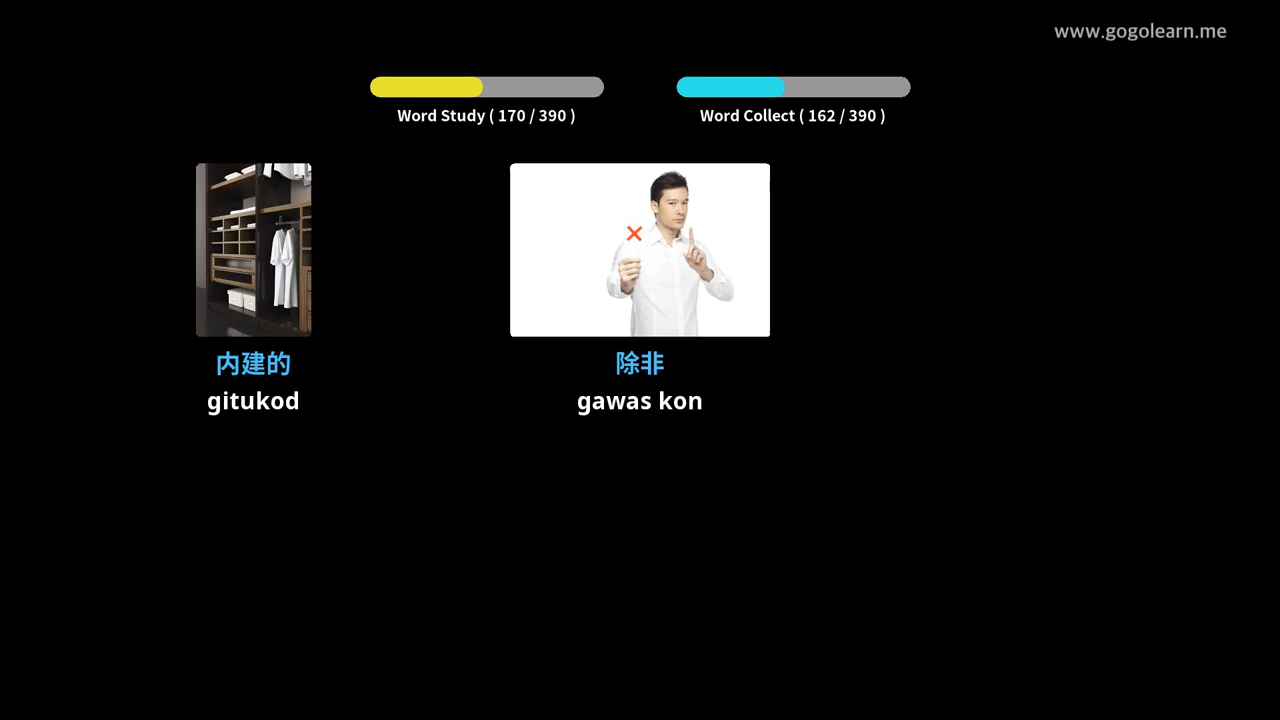 www.gogolearn.me
Word Study ( 170 / 390 )
Word Collect ( 162 / 390 )
内建的
gitukod
除非
gawas kon